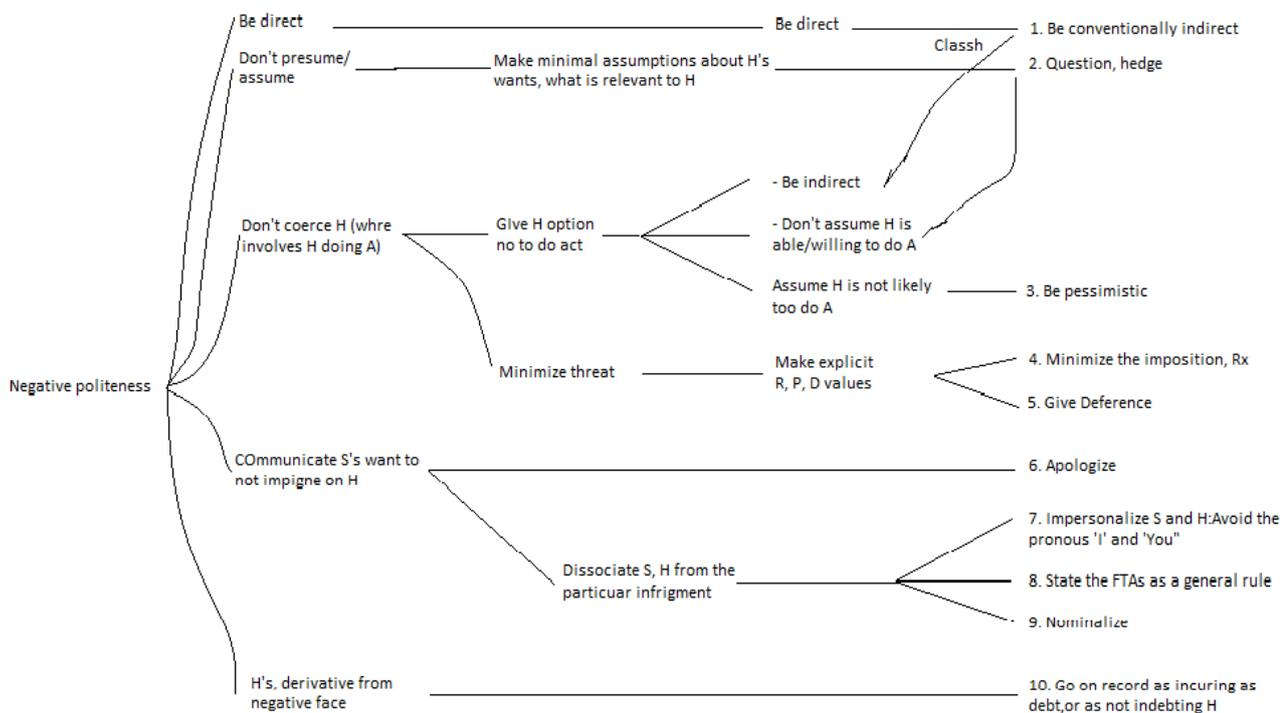 Be direct
Be direct
1. Be conventionally indirect
Classh
Don't presume/
assume
Make minimal assumptions about H's
wants, what is relevant to H
2. Question, hedge
- Be indirect
Don't coerce H (whre
involves H doing A)
GIve H option
no to do act
- Don't assume H is
able/willing to do A
Assume H is not likely
too do A
3. Be pessimistic
Minimize threat
Make explicit
R, P, D values
4. Minimize the imposition, Rx
5. Give Deference
Negative politeness
COmmunicate S's want to
not impigne on H
6. Apologize
7. Impersonalize S and H:Avoid the
pronous 'I' and 'You"
Dissociate S, H from the
particuar infrigment
8. State the FTAs as a general rule
9. Nominalize
H's, derivative from
negative face
10. Go on record as incuring as
debt,or as not indebting H